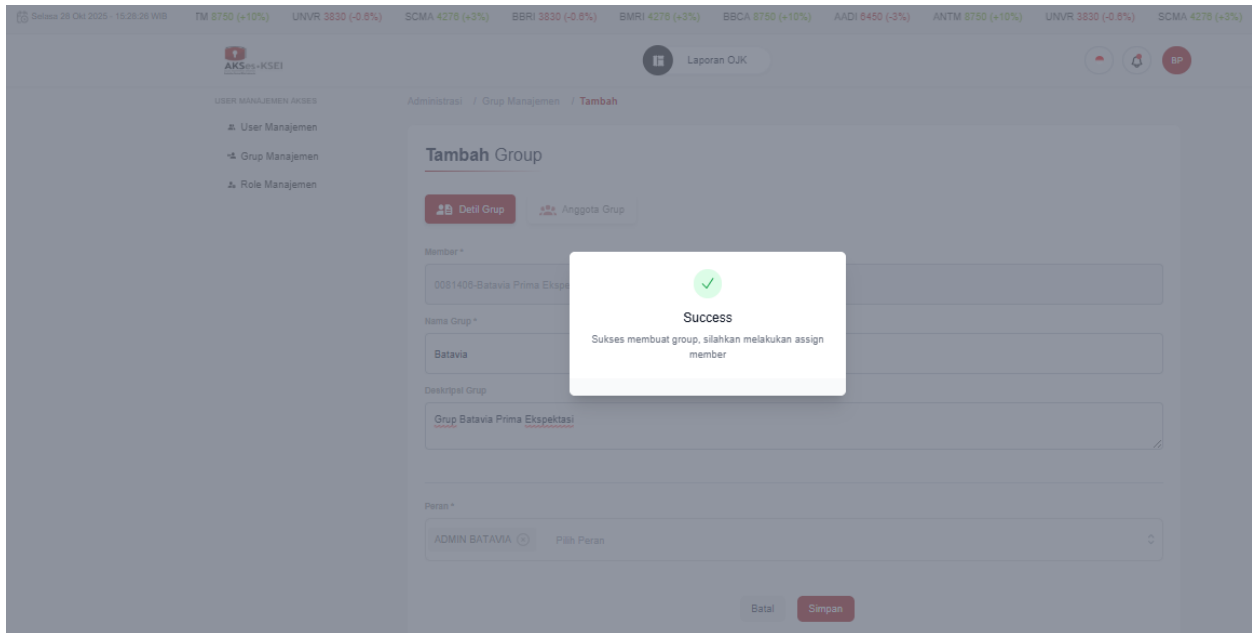 Selasa 28 Okt 2025 - 15:26:26 WIB TM 8750 (+10%) UNVR 3830 (-0.6%) SCMA 4276 (+3%) BBRI 3830 (-0.6%) BMRI 4276 (+3%) BBCA 8750 (+10%) AADI 6450 (-3%) ANTM 8750 (+10%) UNVR 3830 (-0.6%) SCMA 4276 (+3%)
AKSes-KSEI
Laporan OJK
BP
USER MANAJEMEN AKSES
Administrasi / Grup Manajemen / Tambah
User Manajemen
Grup Manajemen
Role Manajemen
Tambah Group
Detil Grup Anggota Grup
Member *
0081408-Batavia Prima Ekspe
Nama Grup *
Batavia
Deskripsi Grup
Grup Batavia Prima Ekspektasi
Success
Sukses membuat group, silahkan melakukan assign
member
Peran *
ADMIN BATAVIA Pilih Peran
Batal Simpan